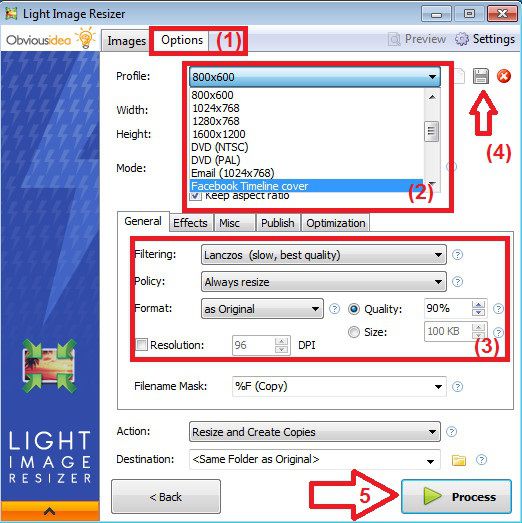 Light Image Resizer
Obviousidea Images Options (1) Preview Settings
Profile: 800x600
800x600
1024x768
1280x768
1600x1200
DVD (NTSC)
DVD (PAL)
Email (1024x768)
Facebook Timeline cover
Width:
Height:
Mode:
(2)
(4)
Keep aspect ratio
General Effects Misc Publish Optimization
Filtering: Lanczos (slow, best quality)
Policy: Always resize
Format: as Original Quality: 90%
Size: 100 KB
(3)
Resolution: 96 DPI
Filename Mask: %F (Copy)
Action: Resize and Create Copies
Destination: <Same Folder as Original>
< Back 5 Process
LIGHT
IMAGE
RESIZER